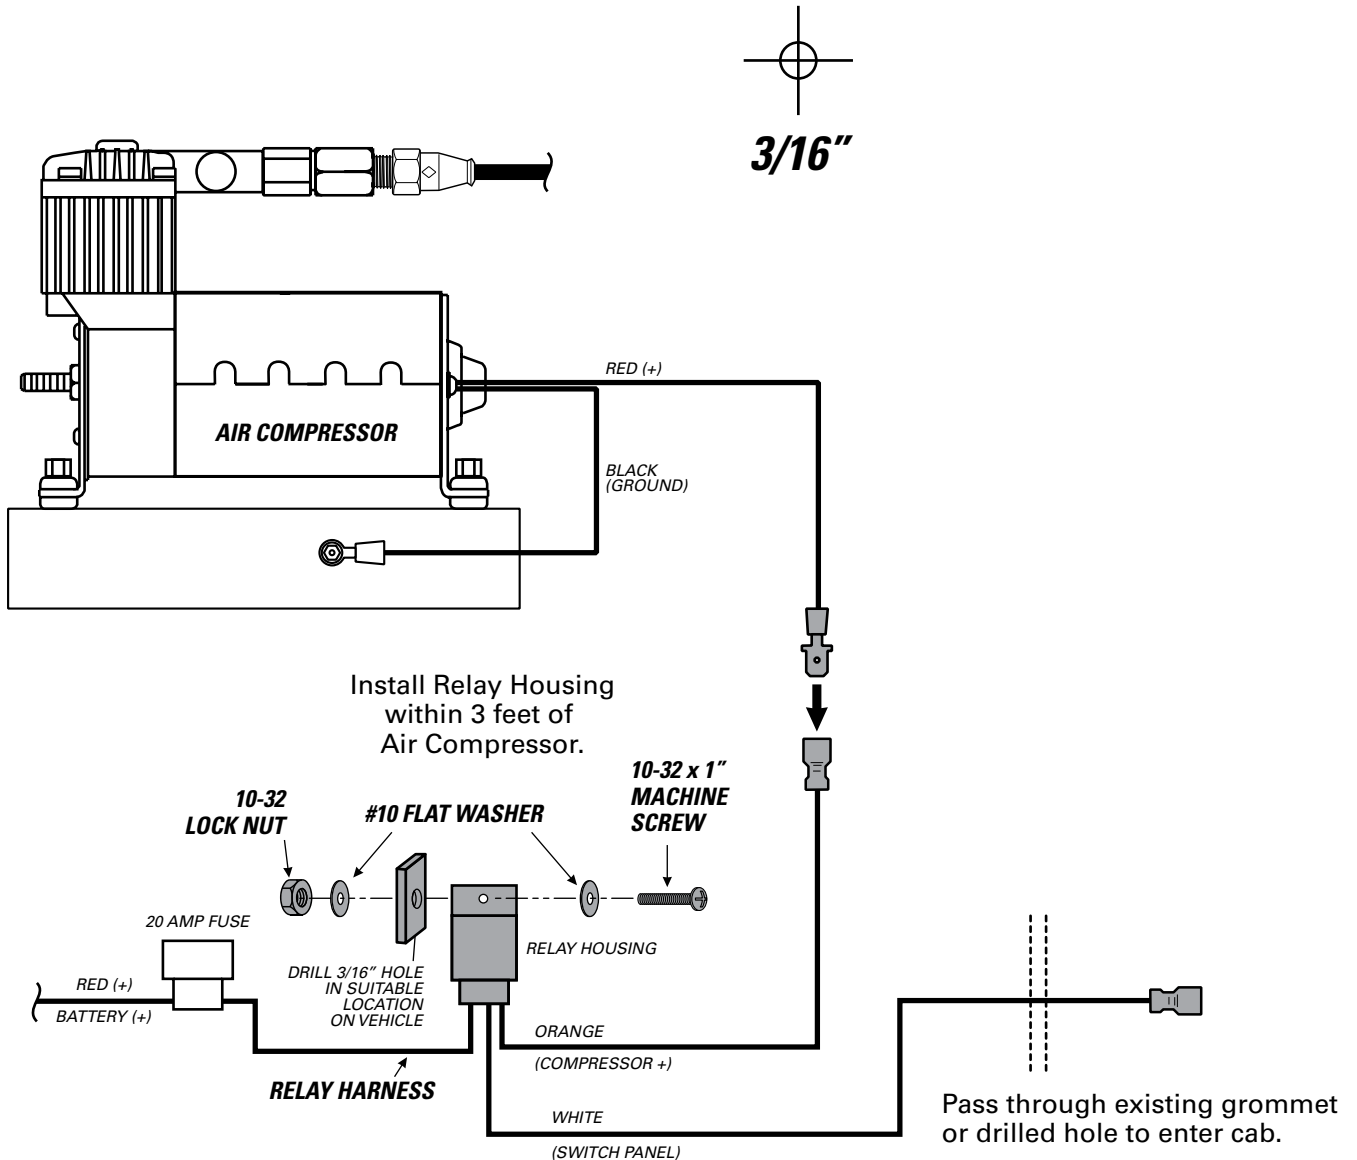 3/16”
RED (+)
AIR COMPRESSOR
BLACK
(GROUND)
Install Relay Housing
within 3 feet of
Air Compressor.
10-32 x 1”
MACHINE
SCREW
10-32
LOCK NUT
#10 FLAT WASHER
20 AMP FUSE
RELAY HOUSING
DRILL 3/16” HOLE
IN SUITABLE
LOCATION
ON VEHICLE
RED (+)
BATTERY (+)
ORANGE
(COMPRESSOR +)
RELAY HARNESS
WHITE
(SWITCH PANEL)
Pass through existing grommet
or drilled hole to enter cab.